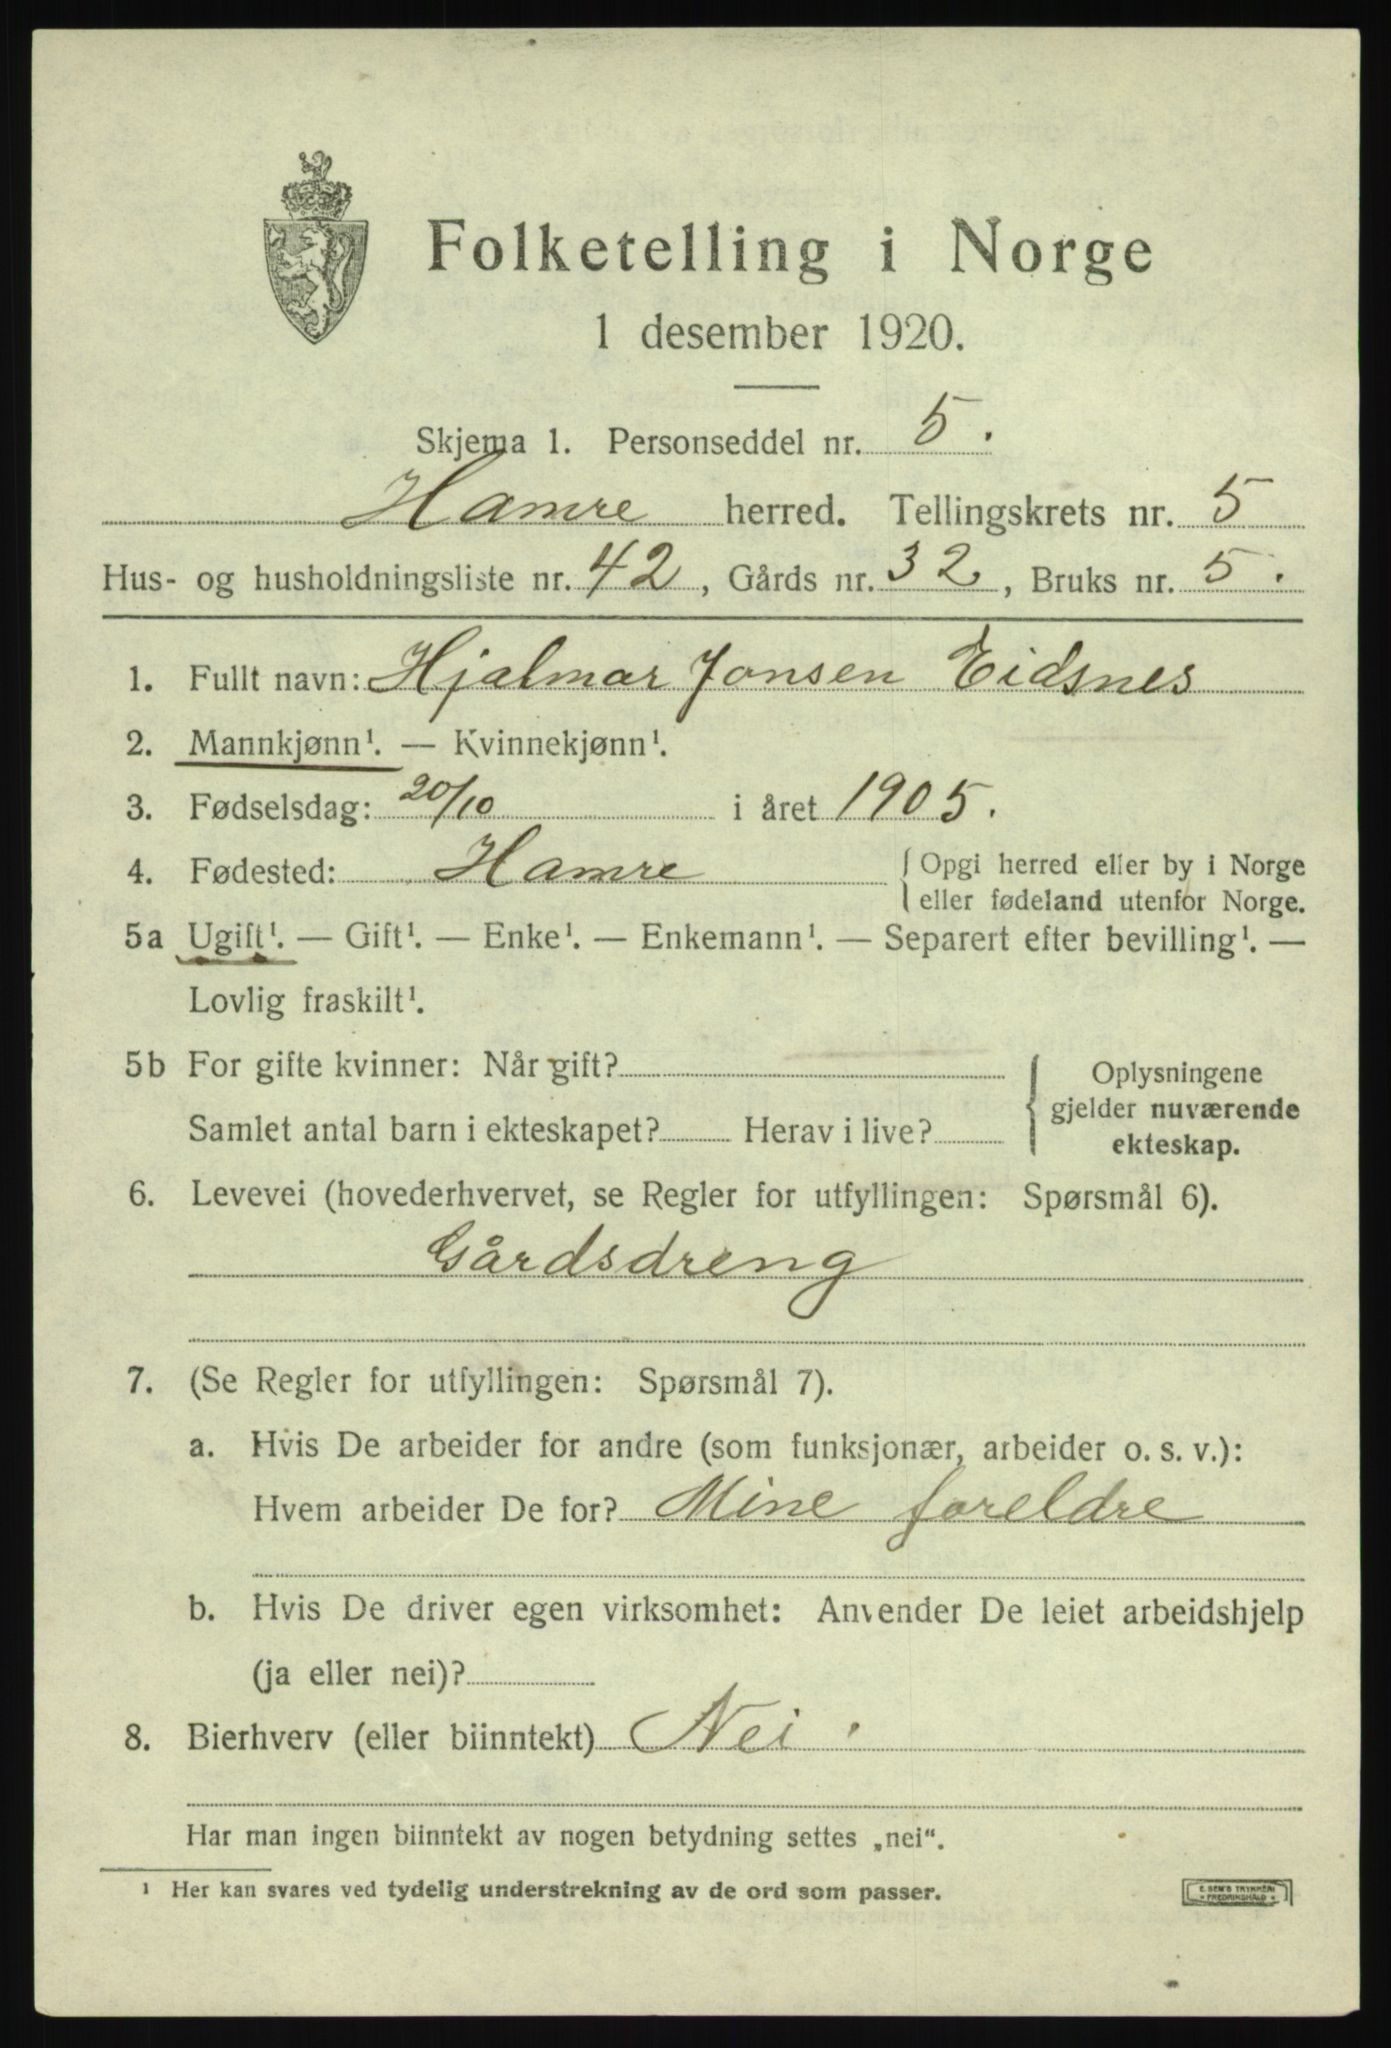 Folketelling i Norge
1 desember 1920.
Skjema 1. Personseddel nr. 5.
Hamre herred. Tellingskrets nr. 5
Hus- og husholdningsliste nr. 42, Gårds nr. 32, Bruks nr. 5.
1. Fullt navn: Hjalmar Jonsen Eidsnes
2. Mannkjønn¹. — Kvinnekjønn¹.
3. Fødselsdag: 20/10 i året 1905.
4. Fødested: Hamre { Opgi herred eller by i Norge
eller fødeland utenfor Norge.
5a Ugift¹. — Gift¹. — Enke¹. — Enkemann¹. — Separert efter bevilling¹. —
Lovlig fraskilt¹.
5b For gifte kvinner: Når gift?
Samlet antal barn i ekteskapet? Herav i live?
{ Oplysningene
gjelder nuværende
ekteskap.
6. Levevei (hovederhvervet, se Regler for utfyllingen: Spørsmål 6).
Gårdsdreng
7. (Se Regler for utfyllingen: Spørsmål 7).
a. Hvis De arbeider for andre (som funksjonær, arbeider o. s. v.):
Hvem arbeider De for? Mine foreldre
b. Hvis De driver egen virksomhet: Anvender De leiet arbeidshjelp
(ja eller nei)?
8. Bierhverv (eller biinntekt) Nei.
Har man ingen biinntekt av nogen betydning settes „nei“.
¹ Her kan svares ved tydelig understrekning av de ord som passer.
E. SEM'S TRYKKERI
• FREDRIKSHALD •